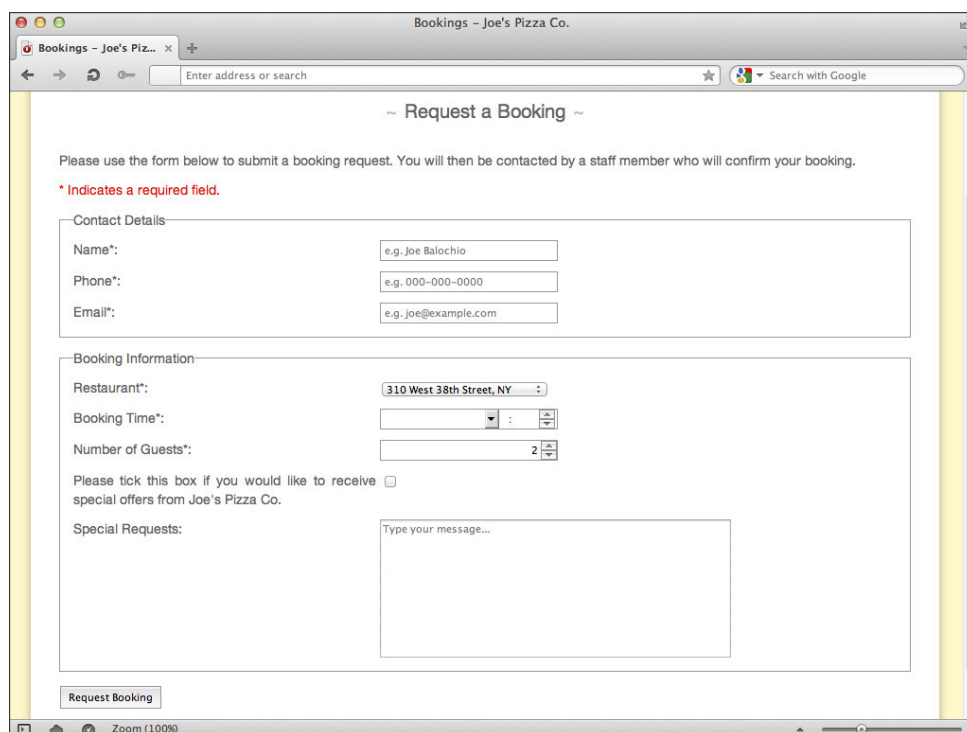 Bookings – Joe's Pizza Co.
Bookings – Joe's Piz... ×
Enter address or search
Search with Google
~ Request a Booking ~
Please use the form below to submit a booking request. You will then be contacted by a staff member who will confirm your booking.
* Indicates a required field.
Contact Details
Name*: e.g. Joe Balochio
Phone*: e.g. 000-000-0000
Email*: e.g. joe@example.com
Booking Information
Restaurant*: 310 West 38th Street, NY
Booking Time*: :
Number of Guests*: 2
Please tick this box if you would like to receive
special offers from Joe's Pizza Co.
Special Requests: Type your message...
Request Booking
Zoom (100%)